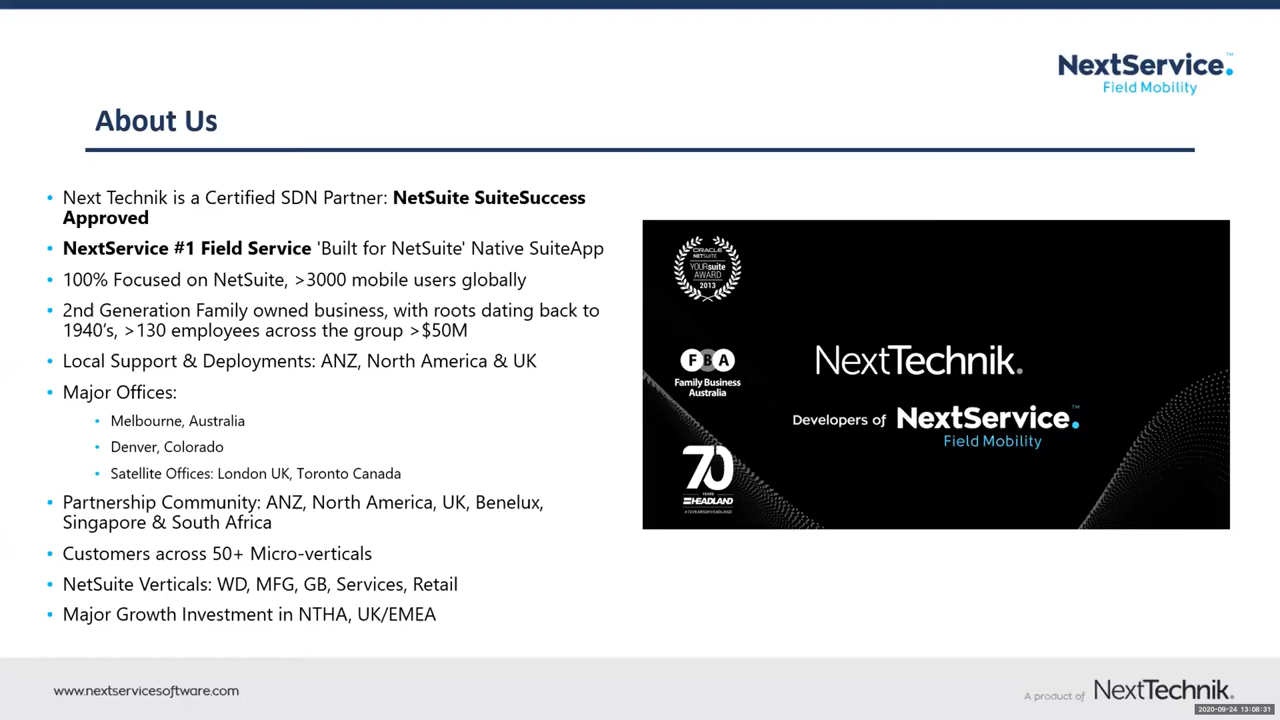 NextService.™
Field Mobility
About Us
• Next Technik is a Certified SDN Partner: NetSuite SuiteSuccess
Approved
• NextService #1 Field Service 'Built for NetSuite' Native SuiteApp
• 100% Focused on NetSuite, >3000 mobile users globally
• 2nd Generation Family owned business, with roots dating back to
1940’s, >130 employees across the group >$50M
• Local Support & Deployments: ANZ, North America & UK
• Major Offices:
• Melbourne, Australia
• Denver, Colorado
• Satellite Offices: London UK, Toronto Canada
• Partnership Community: ANZ, North America, UK, Benelux,
Singapore & South Africa
• Customers across 50+ Micro-verticals
• NetSuite Verticals: WD, MFG, GB, Services, Retail
• Major Growth Investment in NTHA, UK/EMEA
ORACLE
NETSUITE
YOURsuite
AWARD
2013
FBA
Family Business
Australia
70
YEARS
HEADLAND
NextTechnik.
Developers of NextService.™
Field Mobility
www.nextservicesoftware.com
A product of NextTechnik.
2020-09-24 13:08:31